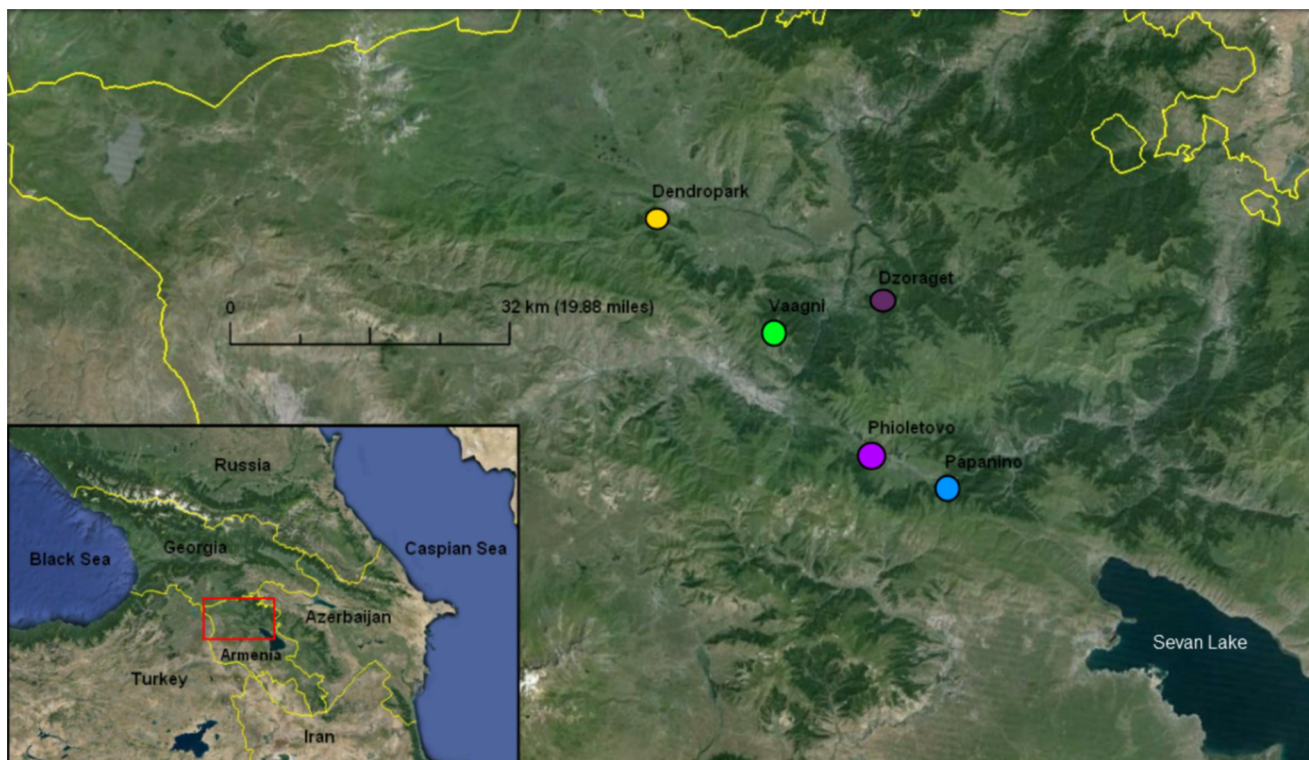 Dendropark
Dzoraget
0
32 km (19.88 miles)
Vaagni
Phioletovo
Papanino
Sevan Lake
Russia
Georgia
Black Sea
Caspian Sea
Azerbaijan
Armenia
Turkey
Iran